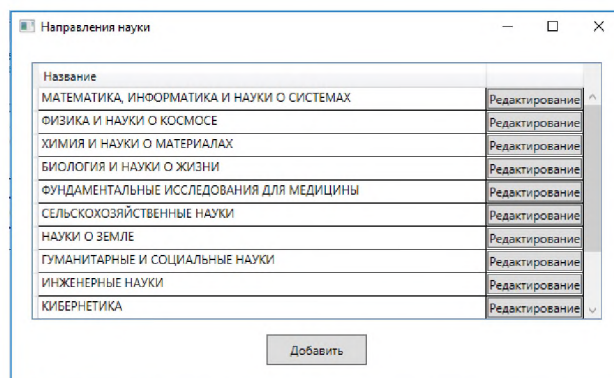 Направления науки
Название
МАТЕМАТИКА, ИНФОРМАТИКА И НАУКИ О СИСТЕМАХ Редактирование
ФИЗИКА И НАУКИ О КОСМОСЕ Редактирование
ХИМИЯ И НАУКИ О МАТЕРИАЛАХ Редактирование
БИОЛОГИЯ И НАУКИ О ЖИЗНИ Редактирование
ФУНДАМЕНТАЛЬНЫЕ ИССЛЕДОВАНИЯ ДЛЯ МЕДИЦИНЫ Редактирование
СЕЛЬСКОХОЗЯЙСТВЕННЫЕ НАУКИ Редактирование
НАУКИ О ЗЕМЛЕ Редактирование
ГУМАНИТАРНЫЕ И СОЦИАЛЬНЫЕ НАУКИ Редактирование
ИНЖЕНЕРНЫЕ НАУКИ Редактирование
КИБЕРНЕТИКА Редактирование
Добавить